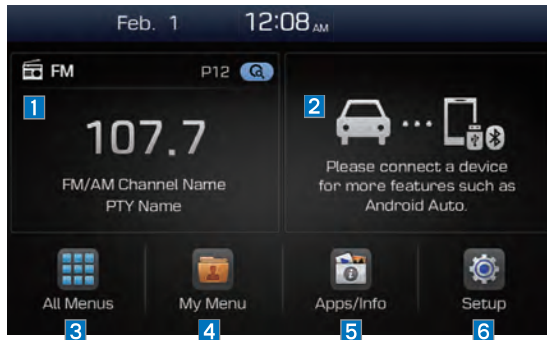 Feb. 1 12:08 AM
FM P12
1
107.7
FM/AM Channel Name
PTY Name
2
Please connect a device
for more features such as
Android Auto.
All Menus My Menu Apps/Info Setup
3 4 5 6